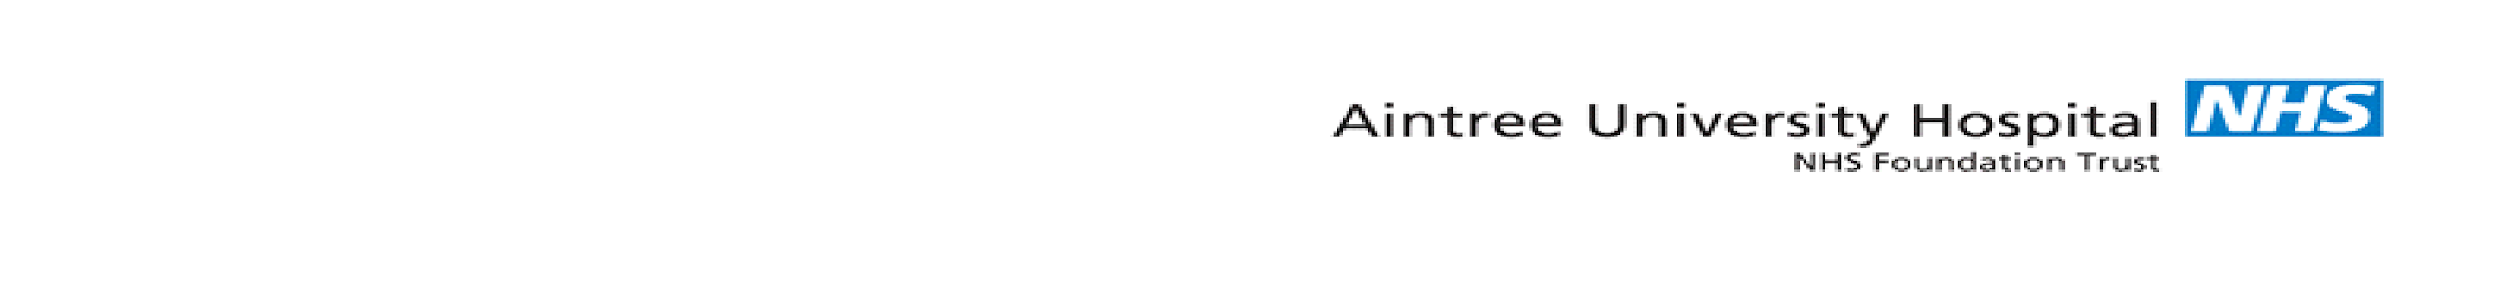 Aintree University Hospital NHS
NHS Foundation Trust